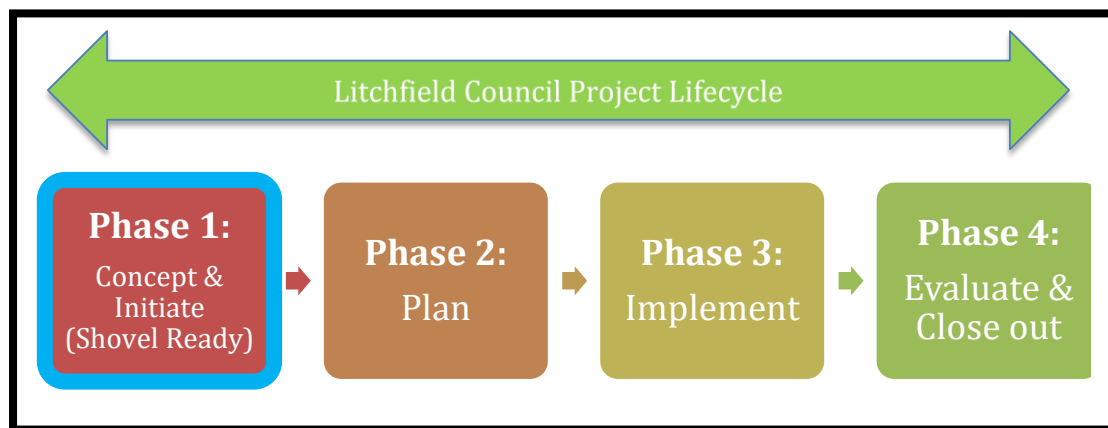 Litchfield Council Project Lifecycle
Phase 1:
Concept &
Initiate
(Shovel Ready)
Phase 2:
Plan
Phase 3:
Implement
Phase 4:
Evaluate &
Close out